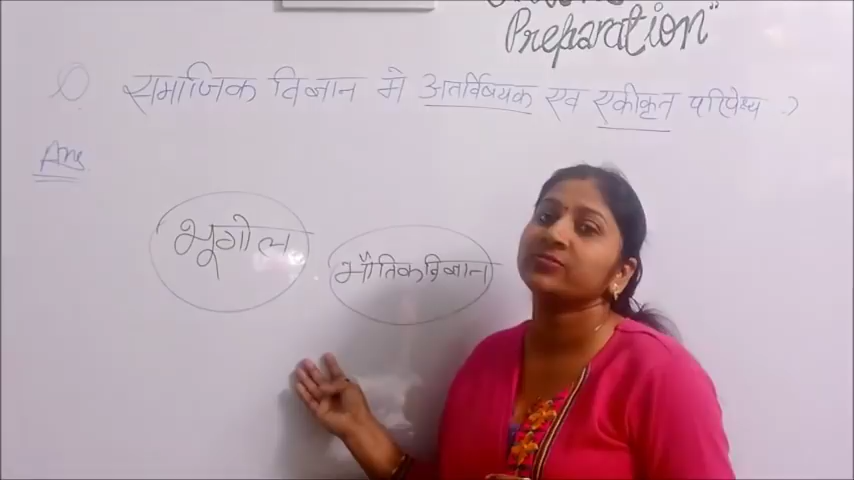 Preparation"
Q समाजिक विज्ञान मे अतर्विषयक एव एकीकृत परिपेक्ष्य ?
Ans
भूगोल
भौतिकविज्ञान